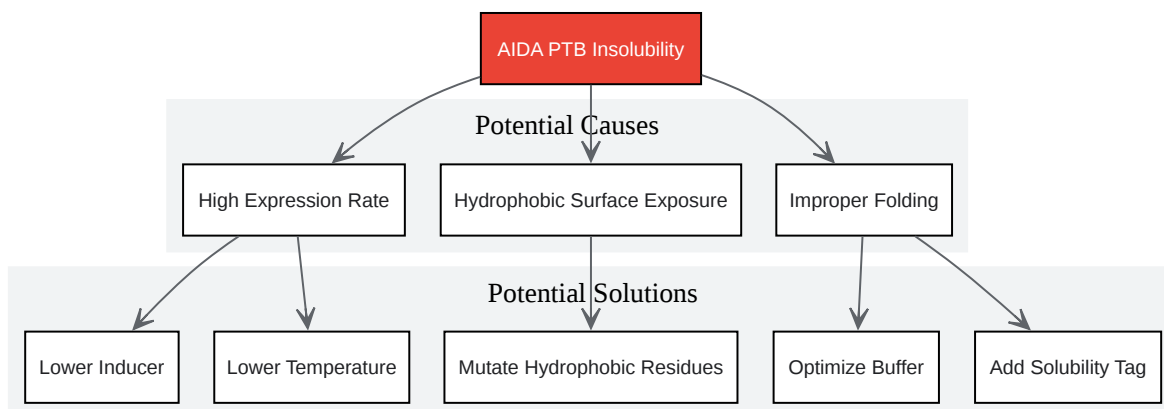 AIDA PTB Insolubility
Potential Causes
High Expression Rate
Hydrophobic Surface Exposure
Improper Folding
Potential Solutions
Lower Inducer
Lower Temperature
Mutate Hydrophobic Residues
Optimize Buffer
Add Solubility Tag